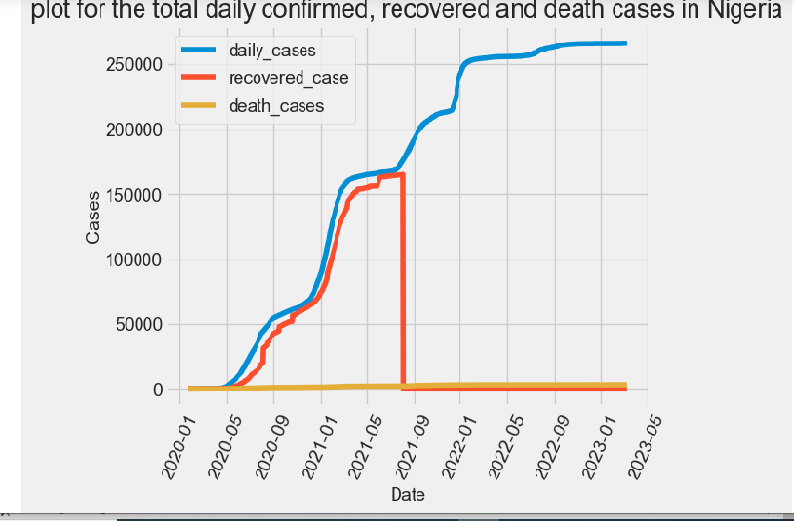 plot for the total daily confirmed, recovered and death cases in Nigeria
daily_cases
recovered_case
death_cases
250000
200000
150000
100000
50000
0
Cases
2020-01
2020-05
2020-09
2021-01
2021-05
2021-09
2022-01
2022-05
2022-09
2023-01
2023-05
Date